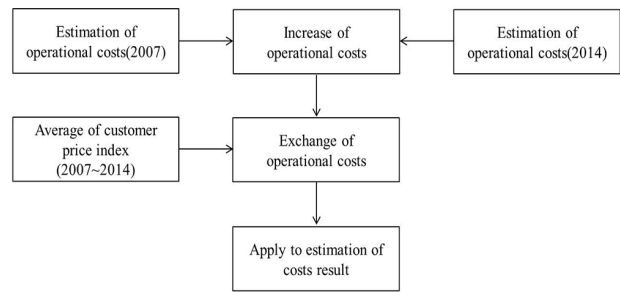 Estimation of
operational costs(2007)
Increase of
operational costs
Estimation of
operational costs(2014)
Average of customer
price index
(2007~2014)
Exchange of
operational costs
Apply to estimation of
costs result